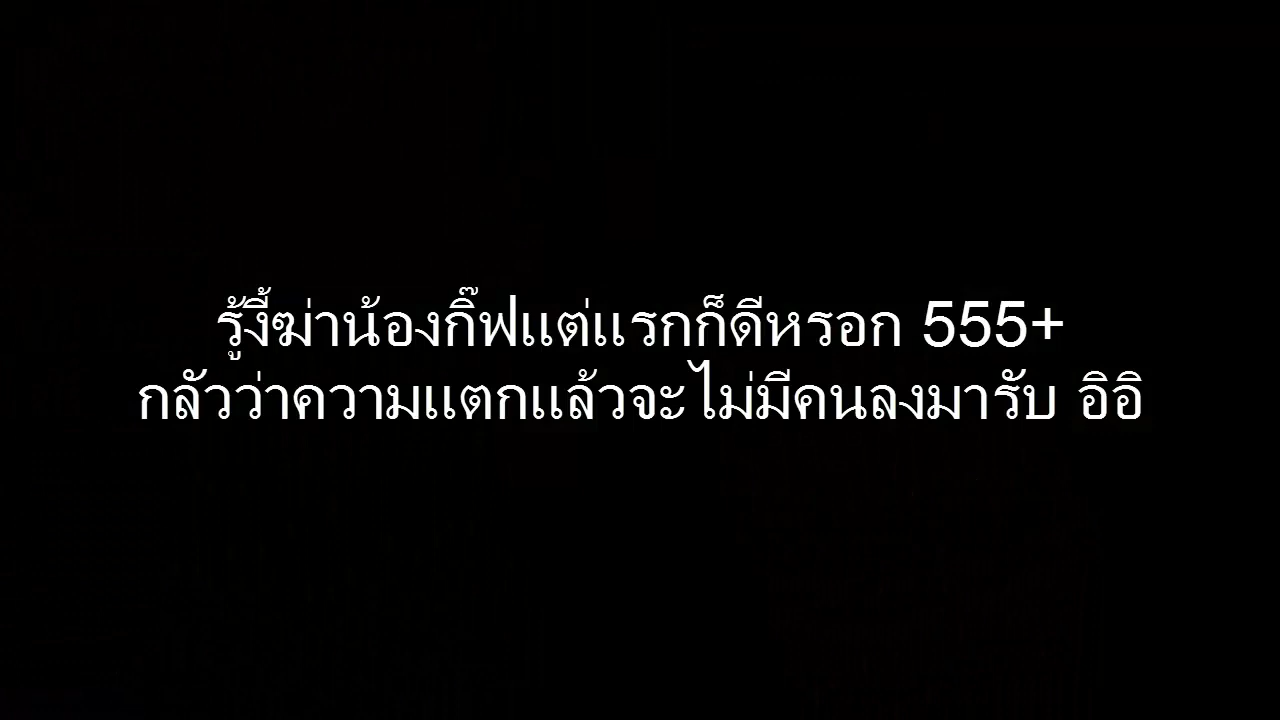 รู้งี้ฆ่าน้องกิ๊ฟแต่แรกก็ดีหรอก 555+
กลัวว่าความแตกแล้วจะไม่มีคนลงมารับ อิอิ